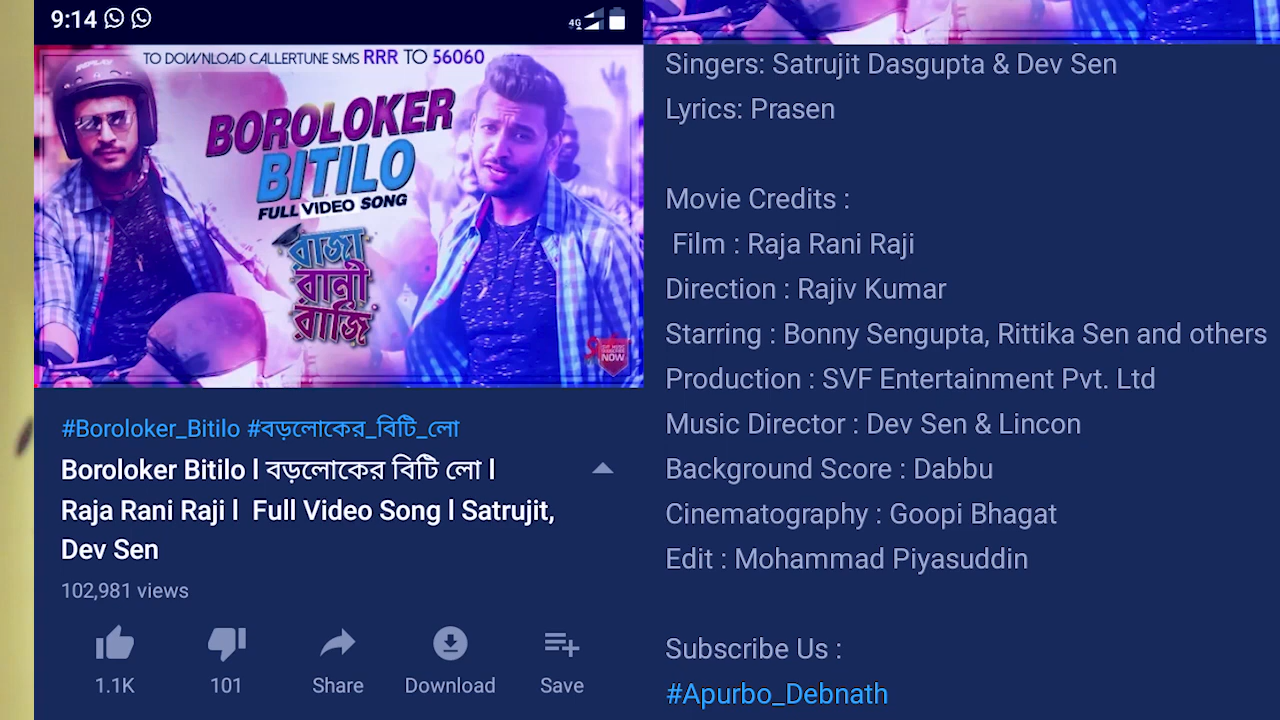 9:14
4G
TO DOWNLOAD CALLERTUNE SMS RRR TO 56060
REPLAY
BOROLOKER
BITILO
FULL VIDEO SONG
রাজা
রানী
রাজি
NOW
#Boroloker_Bitilo #বড়লোকের_বিটি_লো
Boroloker Bitilo l বড়লোকের বিটি লো l
Raja Rani Raji l Full Video Song l Satrujit,
Dev Sen
102,981 views
1.1K 101 Share Download Save
Singers: Satrujit Dasgupta & Dev Sen
Lyrics: Prasen
Movie Credits :
Film : Raja Rani Raji
Direction : Rajiv Kumar
Starring : Bonny Sengupta, Rittika Sen and others
Production : SVF Entertainment Pvt. Ltd
Music Director : Dev Sen & Lincon
Background Score : Dabbu
Cinematography : Goopi Bhagat
Edit : Mohammad Piyasuddin
Subscribe Us :
#Apurbo_Debnath